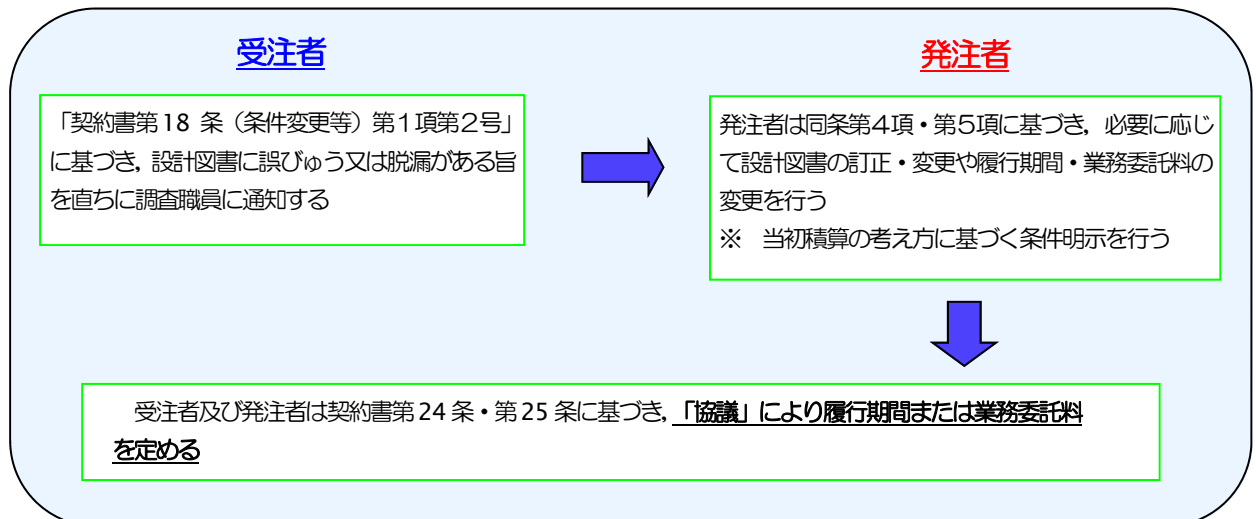 受注者
「契約書第18 条（条件変更等）第1項第2号」
に基づき，設計図書に誤びゅう又は脱漏がある旨
を直ちに調査職員に通知する
発注者
発注者は同条第4項・第5項に基づき，必要に応じ
て設計図書の訂正・変更や履行期間・業務委託料の
変更を行う
※　当初積算の考え方に基づく条件明示を行う
受注者及び発注者は契約書第24条・第25条に基づき，「協議」により履行期間または業務委託料
を定める